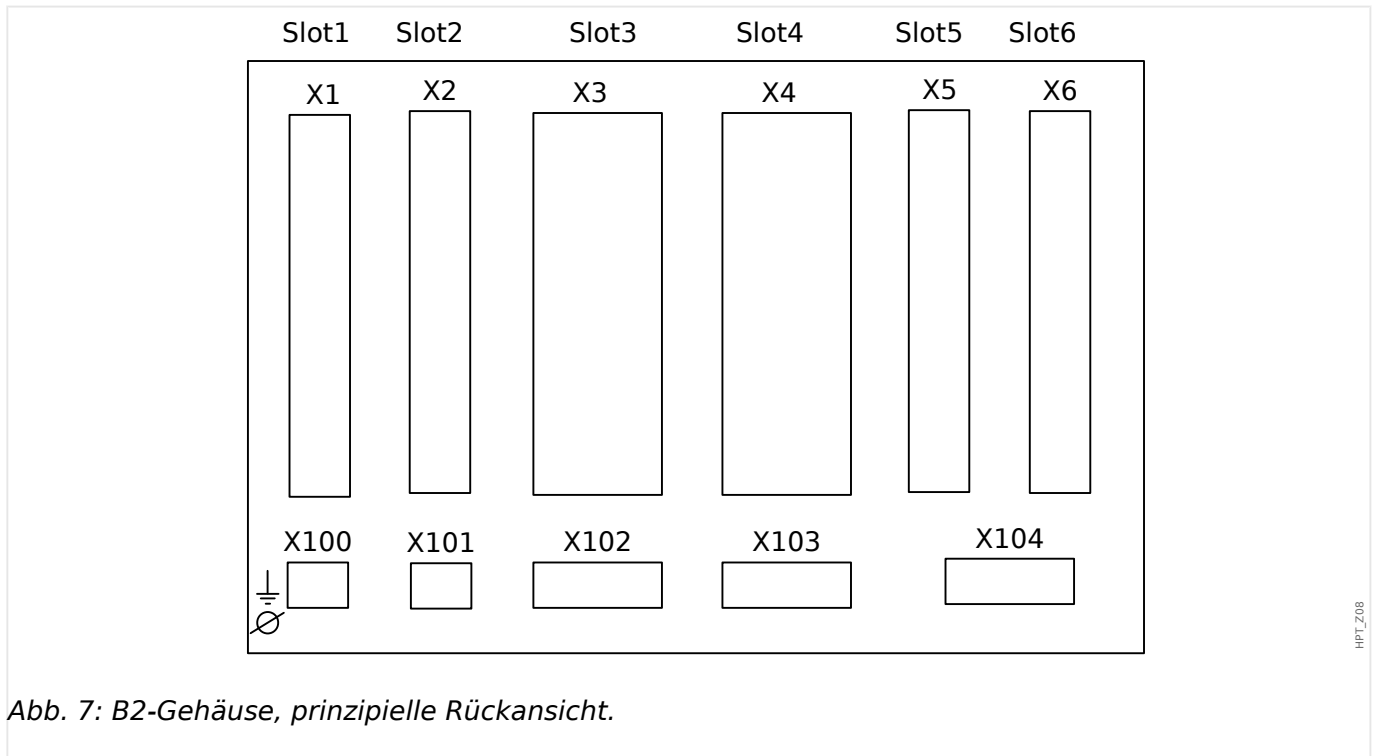 Slot1 Slot2 Slot3 Slot4 Slot5 Slot6
X1 X2 X3 X4 X5 X6
X100 X101 X102 X103 X104
HPT_Z08
Abb. 7: B2-Gehäuse, prinzipielle Rückansicht.